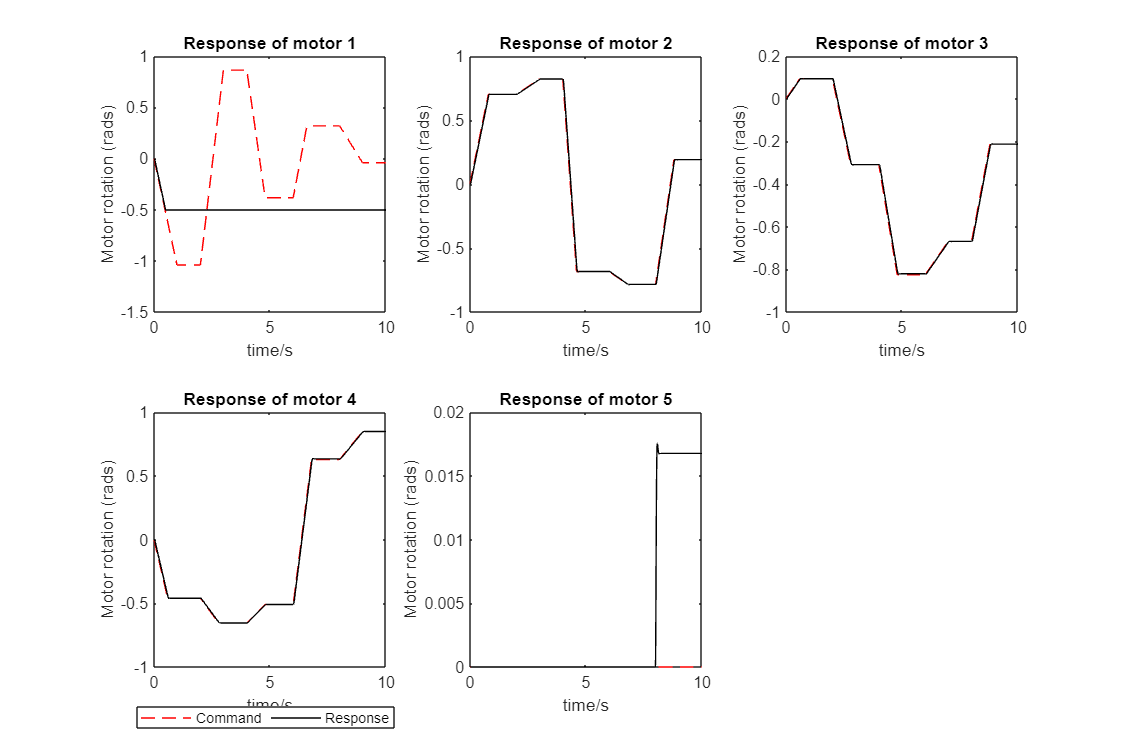 Response of motor 1
1
0.5
0
-0.5
-1
-1.5
Motor rotation (rads)
0 5 10
time/s
Response of motor 2
1
0.5
0
-0.5
-1
Motor rotation (rads)
0 5 10
time/s
Response of motor 3
0.2
0
-0.2
-0.4
-0.6
-0.8
-1
Motor rotation (rads)
0 5 10
time/s
Response of motor 4
1
0.5
0
-0.5
-1
Motor rotation (rads)
0 5 10
time/s
Response of motor 5
0.02
0.015
0.01
0.005
0
Motor rotation (rads)
0 5 10
time/s
Command Response